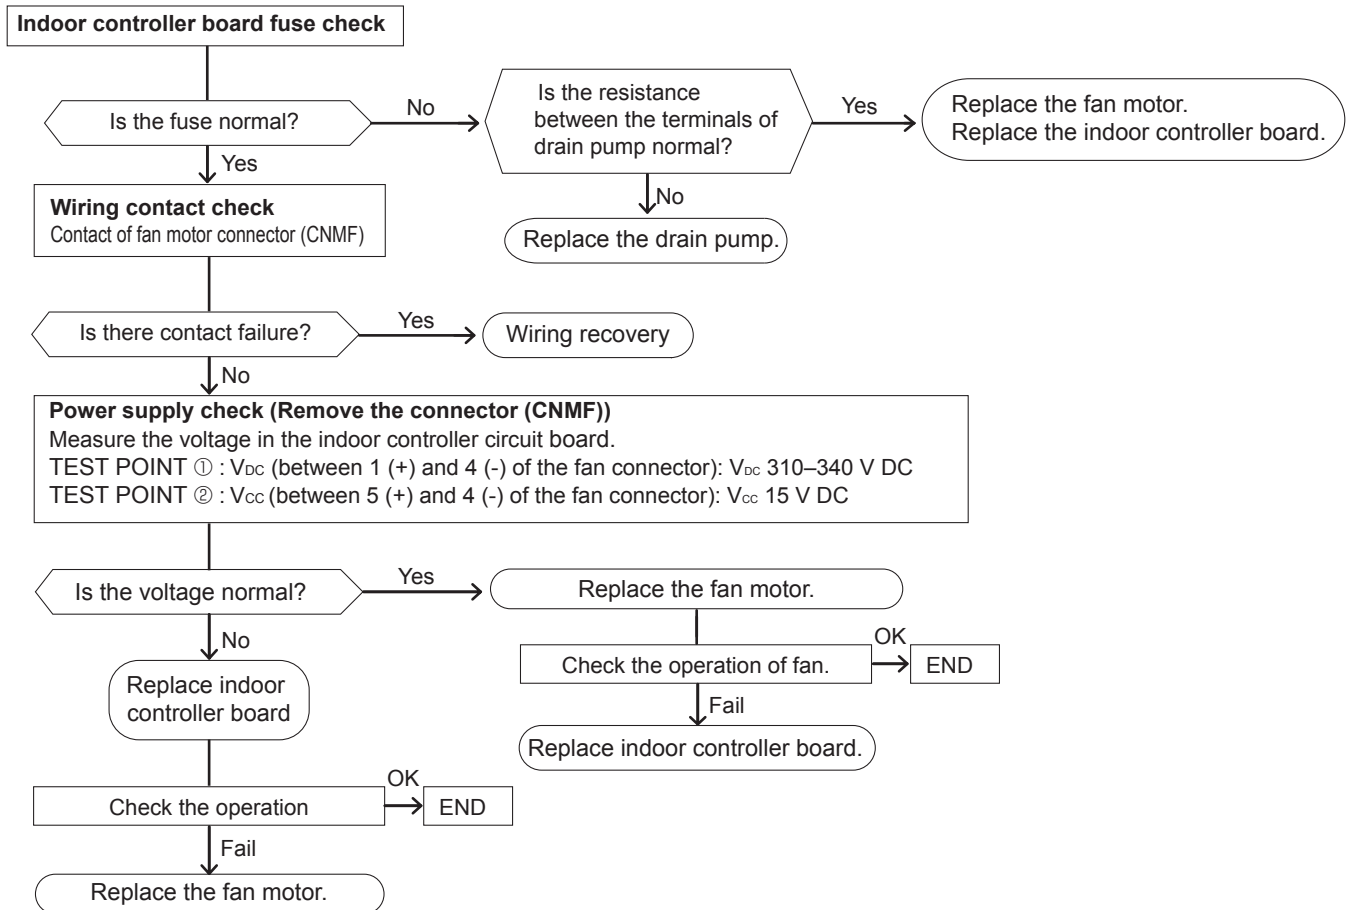 Indoor controller board fuse check
Is the fuse normal?
No
Is the resistance
between the terminals of
drain pump normal?
Yes
Replace the fan motor.
Replace the indoor controller board.
Yes
No
Replace the drain pump.
Wiring contact check
Contact of fan motor connector (CNMF)
Is there contact failure?
Yes
Wiring recovery
No
Power supply check (Remove the connector (CNMF))
Measure the voltage in the indoor controller circuit board.
TEST POINT ① : VDC (between 1 (+) and 4 (-) of the fan connector): VDC 310–340 V DC
TEST POINT ② : VCC (between 5 (+) and 4 (-) of the fan connector): VCC 15 V DC
Is the voltage normal?
Yes
Replace the fan motor.
No
Check the operation of fan.
OK
END
Fail
Replace indoor controller board.
Replace indoor
controller board
Check the operation
OK
END
Fail
Replace the fan motor.